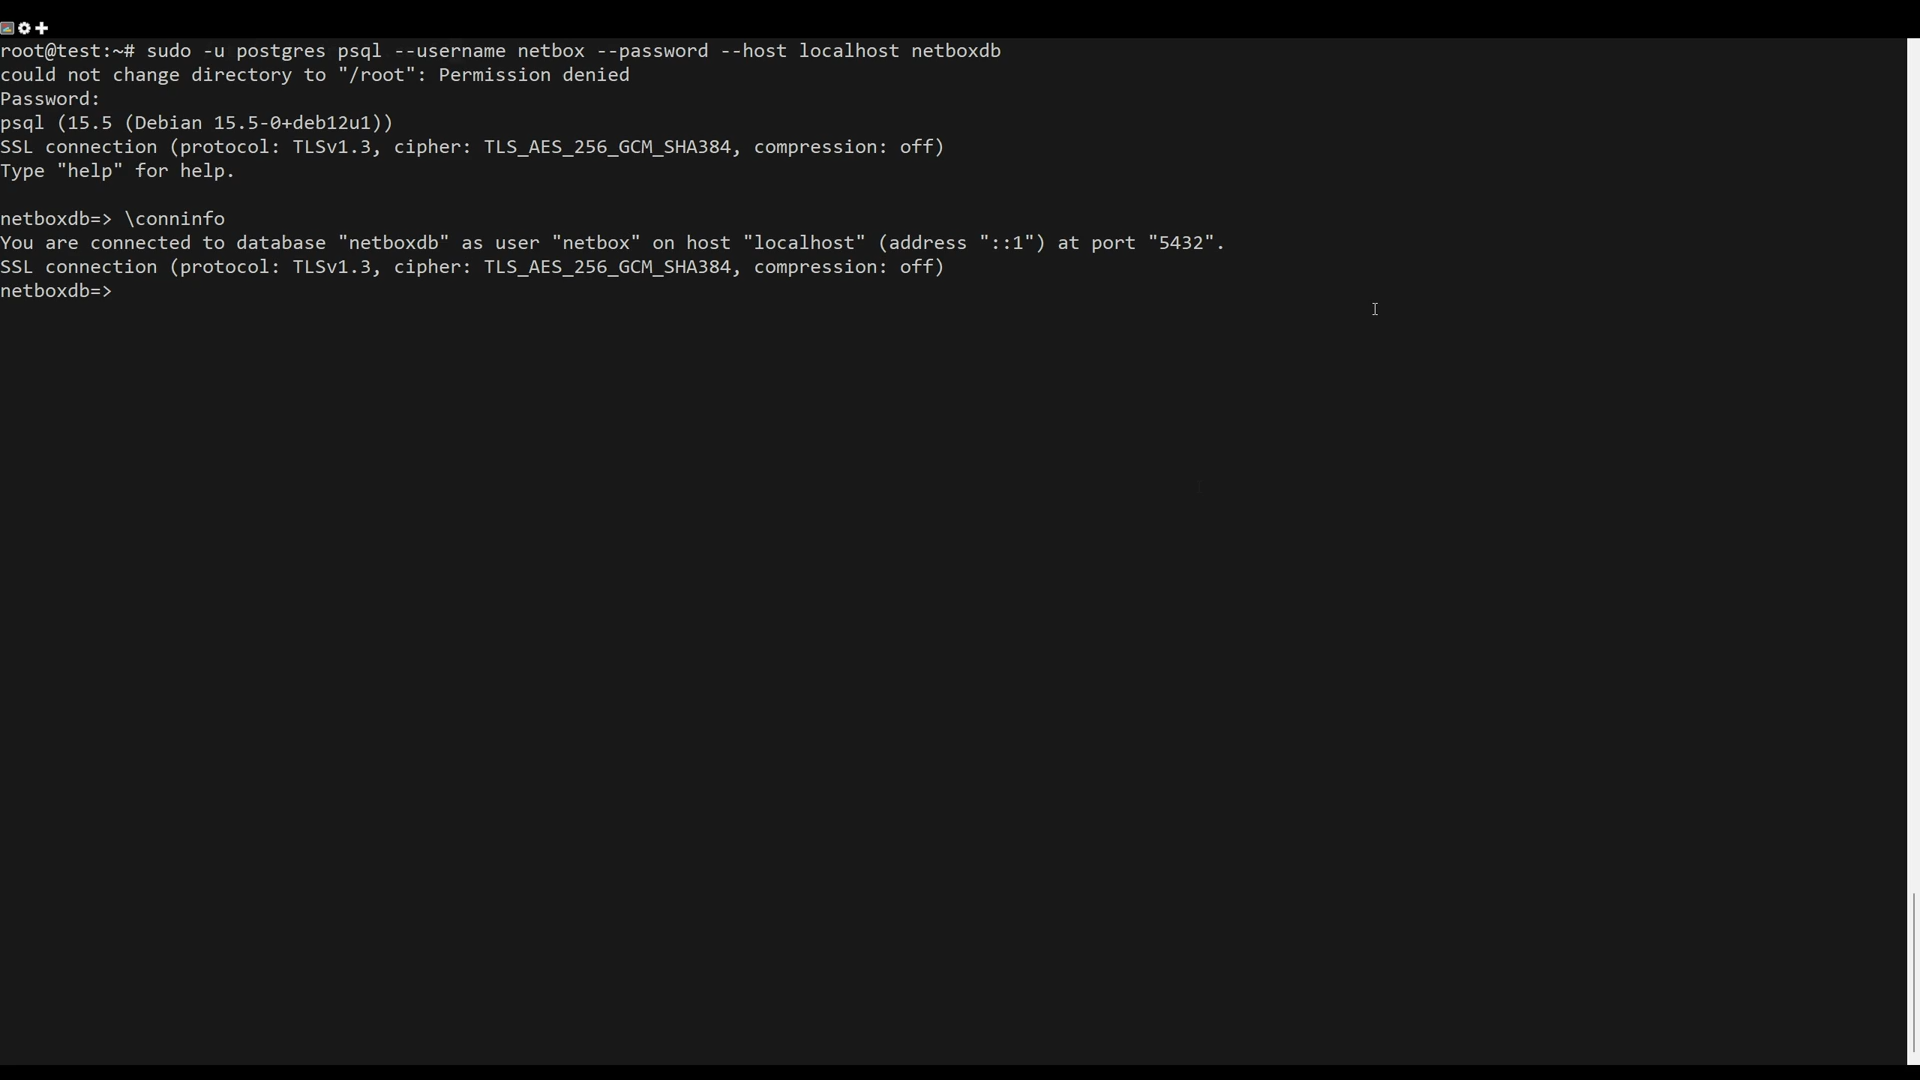 root@test:~# sudo -u postgres psql --username netbox --password --host localhost netboxdb
could not change directory to "/root": Permission denied
Password:
psql (15.5 (Debian 15.5-0+deb12u1))
SSL connection (protocol: TLSv1.3, cipher: TLS_AES_256_GCM_SHA384, compression: off)
Type "help" for help.

netboxdb=> \conninfo
You are connected to database "netboxdb" as user "netbox" on host "localhost" (address "::1") at port "5432".
SSL connection (protocol: TLSv1.3, cipher: TLS_AES_256_GCM_SHA384, compression: off)
netboxdb=>